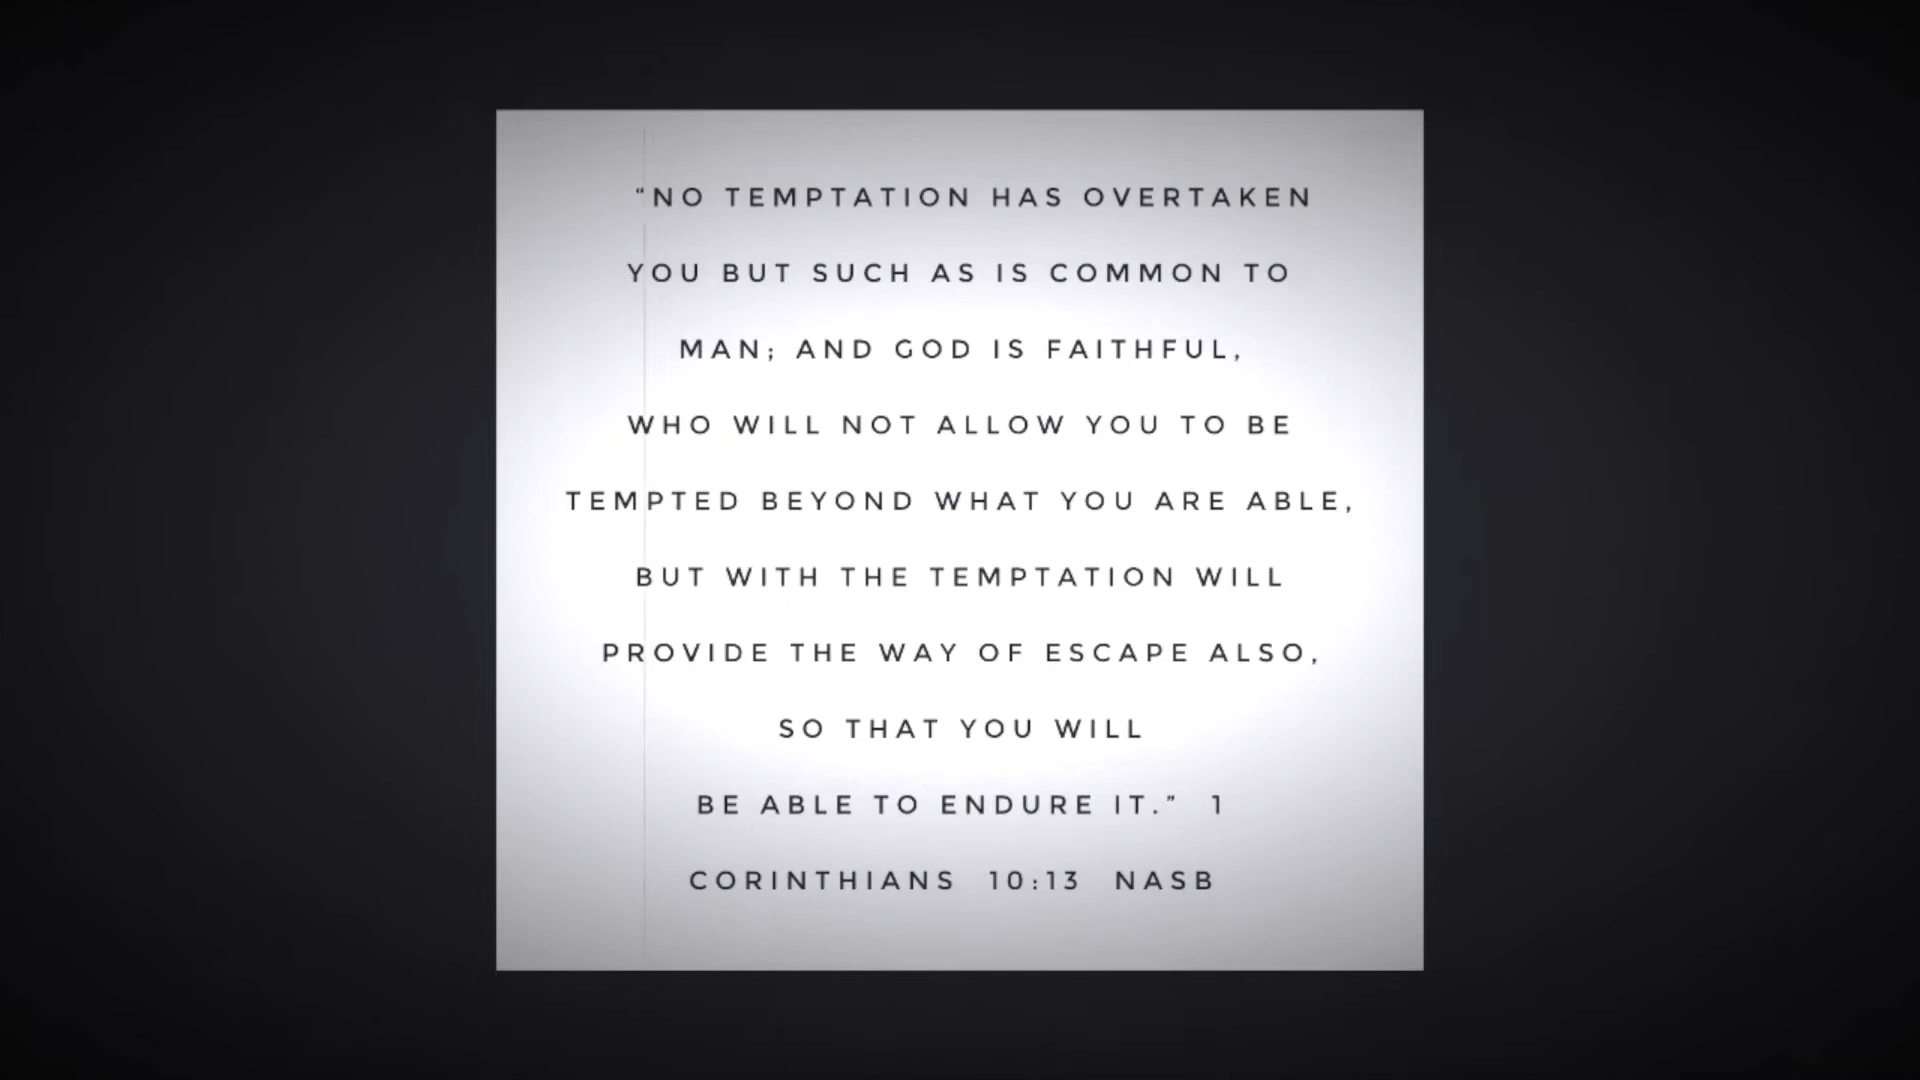 “NO TEMPTATION HAS OVERTAKEN
YOU BUT SUCH AS IS COMMON TO
MAN; AND GOD IS FAITHFUL,
WHO WILL NOT ALLOW YOU TO BE
TEMPTED BEYOND WHAT YOU ARE ABLE,
BUT WITH THE TEMPTATION WILL
PROVIDE THE WAY OF ESCAPE ALSO,
SO THAT YOU WILL
BE ABLE TO ENDURE IT.” 1
CORINTHIANS 10:13 NASB